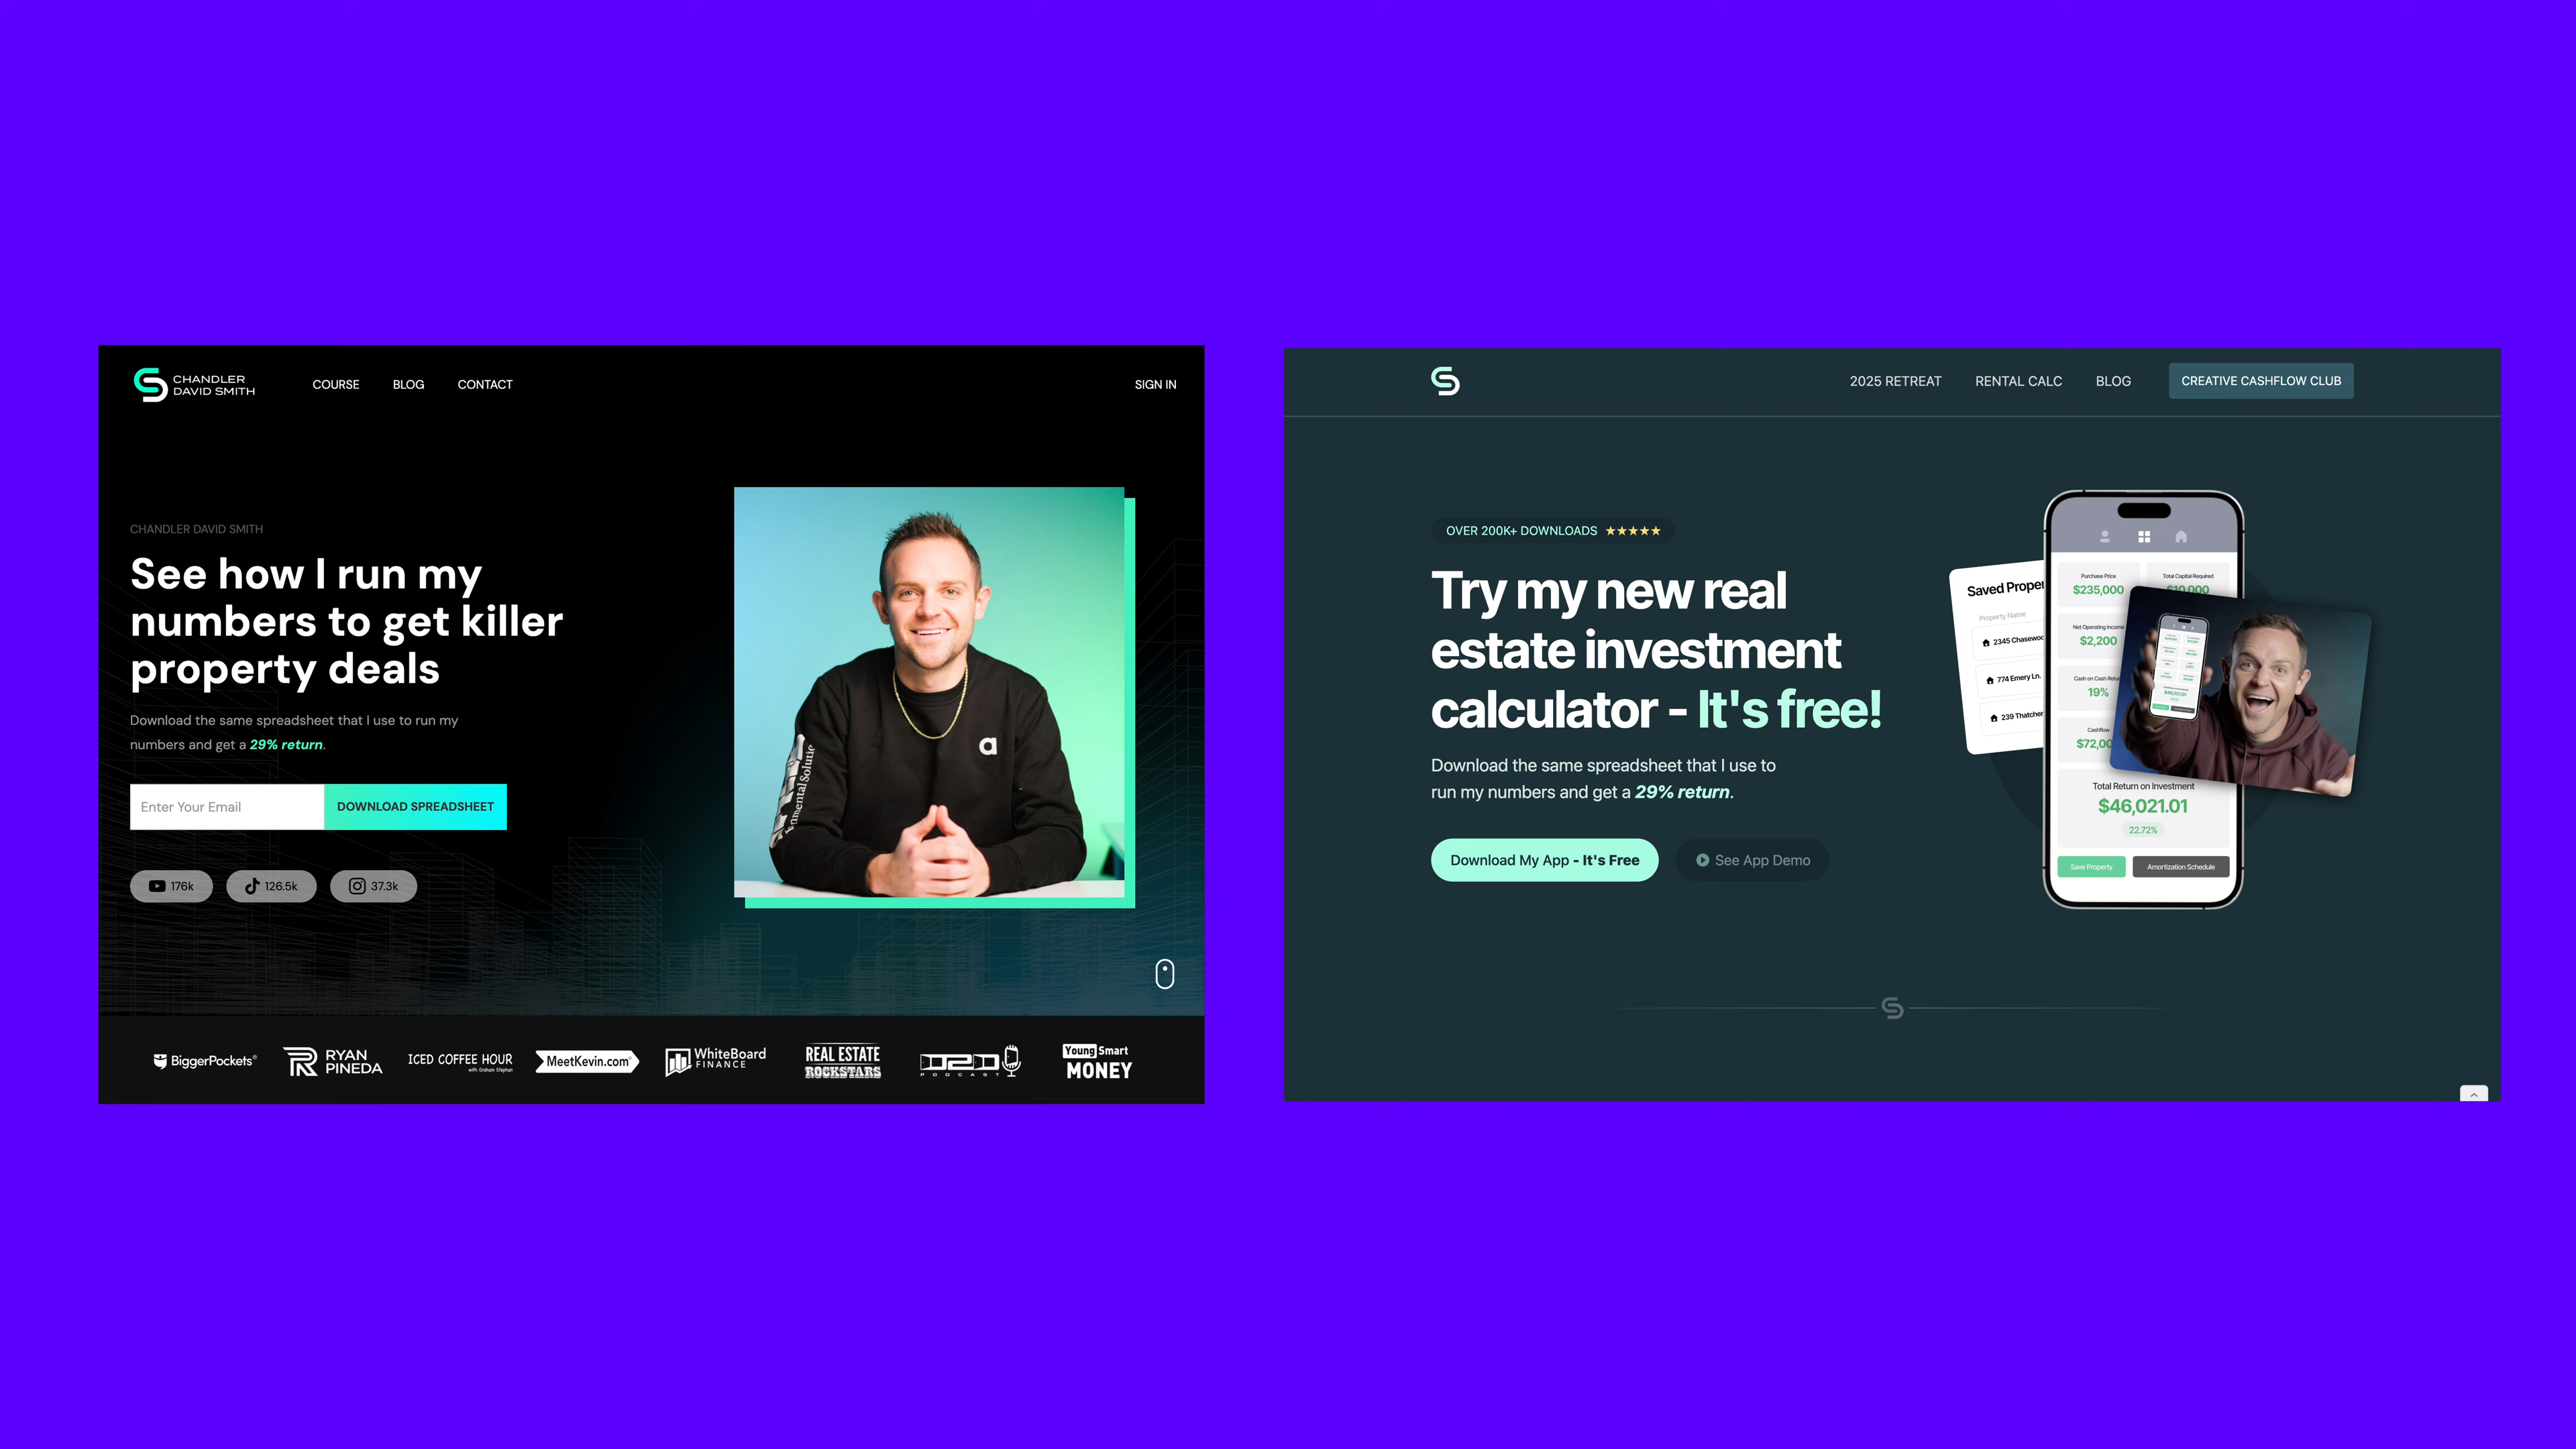 CHANDLER
DAVID SMITH
COURSE
BLOG
CONTACT
SIGN IN
CHANDLER DAVID SMITH
See how I run my
numbers to get killer
property deals
Download the same spreadsheet that I use to run my
numbers and get a 29% return.
Enter Your Email
DOWNLOAD SPREADSHEET
176k
126.5k
37.3k
a
BiggerPockets®
RYAN
PINEDA
ICED COFFEE HOUR
with Graham Stephan
MeetKevin.com
WhiteBoard
FINANCE
REAL ESTATE
ROCKSTARS
D2D
PODCAST
Young Smart
MONEY
2025 RETREAT
RENTAL CALC
BLOG
CREATIVE CASHFLOW CLUB
OVER 200K+ DOWNLOADS ★★★★★
Try my new real
estate investment
calculator - It's free!
Download the same spreadsheet that I use to
run my numbers and get a 29% return.
Download My App - It's Free
See App Demo
Saved Proper
Property Name
2345 Chasewoo
774 Emery Ln.
239 Thatcher
Purchase Price
$235,000
Total Capital Required
$10,000
Net Operating Income
$2,200
Cash on Cash Retu
19%
Cashflow
$72,00
Total Return on Investment
$46,021.01
22.72%
Save Property
Amortization Schedule